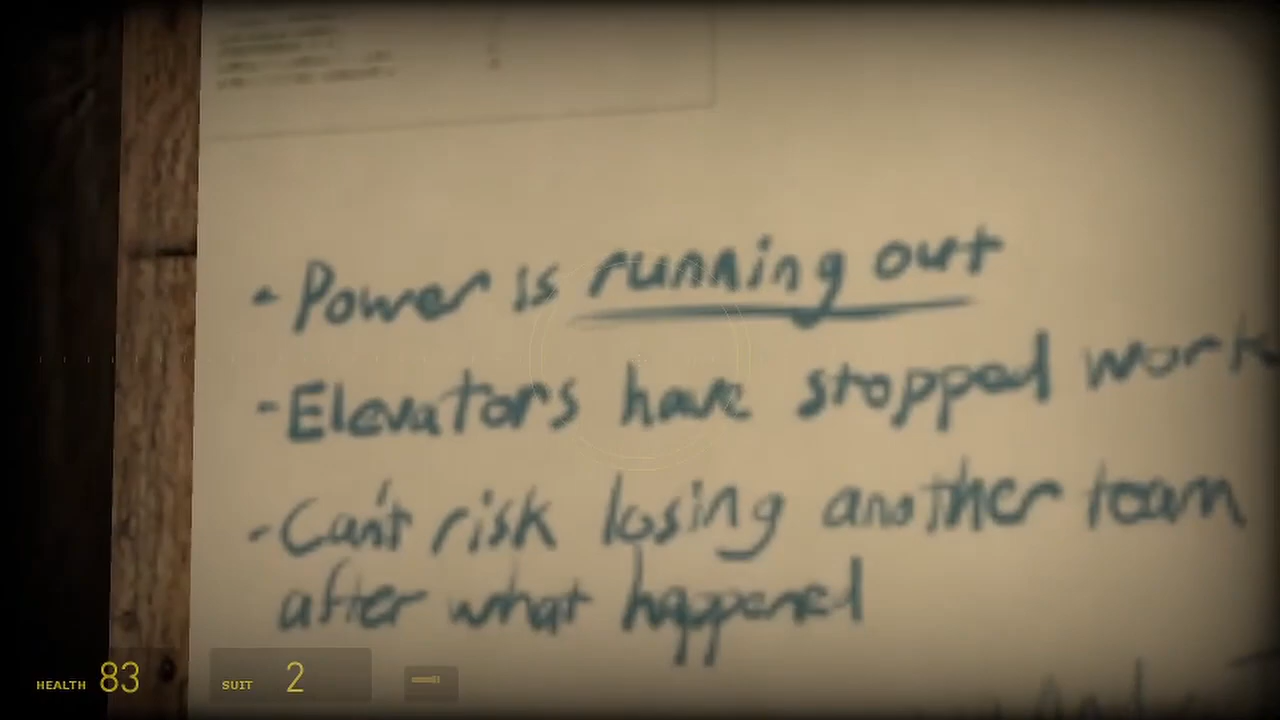 - Power is running out
- Elevators have stopped work
- Can't risk losing another team
after what happened
HEALTH 83
SUIT 2